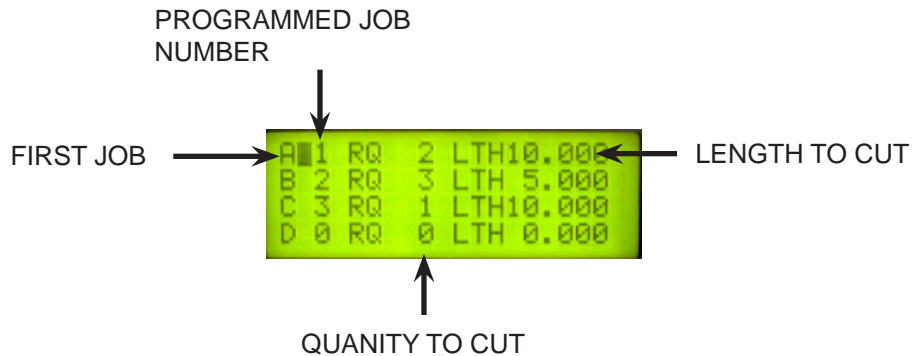 PROGRAMMED JOB
NUMBER
FIRST JOB
LENGTH TO CUT
A 1 RQ 2 LTH10.000
B 2 RQ 3 LTH 5.000
C 3 RQ 1 LTH10.000
D 0 RQ 0 LTH 0.000
QUANITY TO CUT